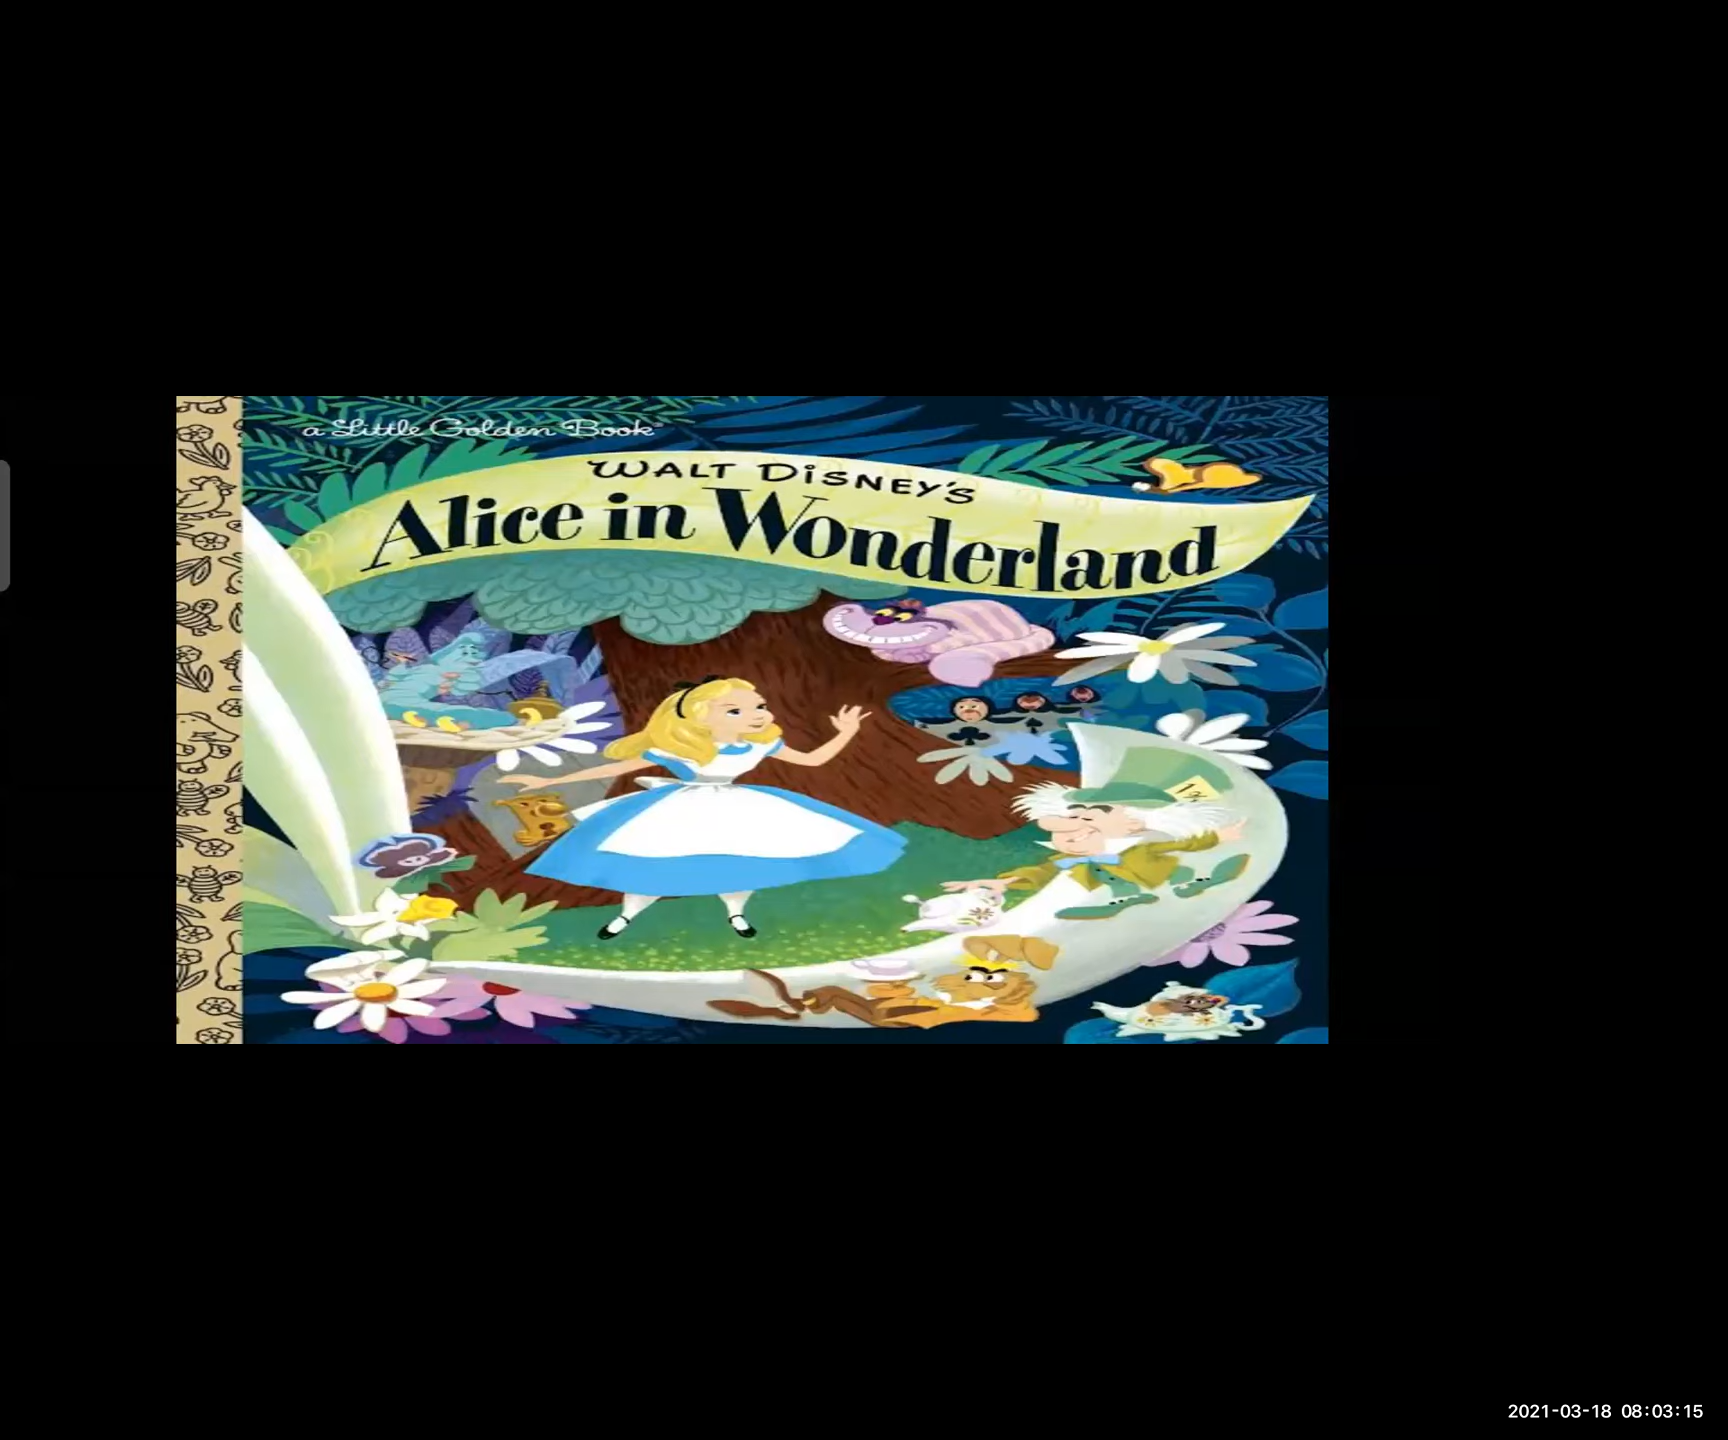 a Little Golden Book®
WALT DiSNEY'S
Alice in Wonderland
2021-03-18 08:03:15